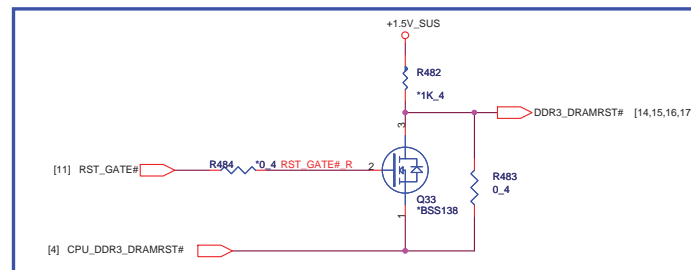 +1.5V_SUS
R482
*1K_4
DDR3_DRAMRST# [14,15,16,17
3
[11] RST_GATE#
R484 *0_4 RST_GATE#_R 2
R483
0_4
Q33
*BSS138
1
[4] CPU_DDR3_DRAMRST#